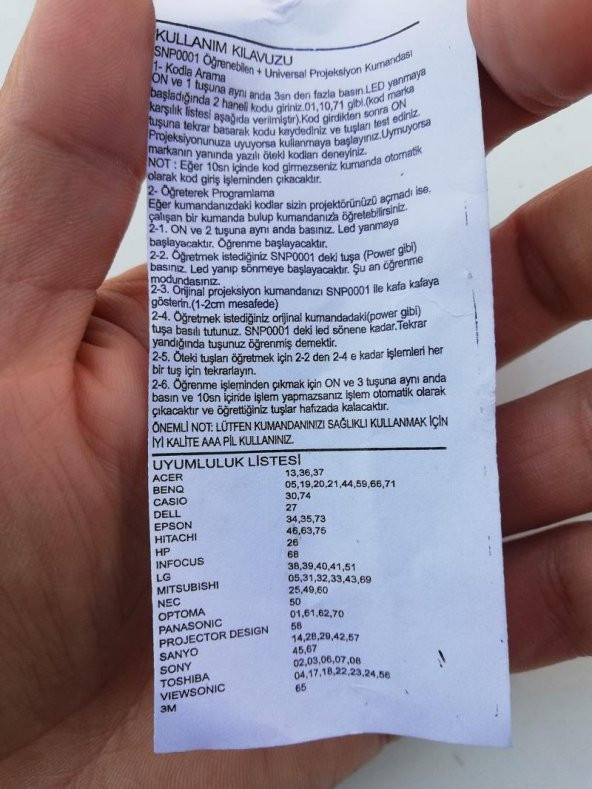 KULLANIM KILAVUZU
SNP0001 Öğrenebilen + Universal Projeksiyon Kumandası
1- Kodla Arama
ON ve 1 tuşuna aynı anda 3sn den fazla basın.LED yanmaya
başladığında 2 haneli kodu giriniz.01,10,71 gibi.(kod marka
karşılık listesi aşağıda verilmiştir).Kod girdikten sonra ON
tuşuna tekrar basarak kodu kaydediniz ve tuşları test ediniz.
Projeksiyonunuza uyuyorsa kullanmaya başlayınız.Uymuyorsa
markanın yanında yazılı öteki kodları deneyiniz.
NOT : Eğer 10sn içinde kod girmezseniz kumanda otomatik
olarak kod giriş işleminden çıkacaktır.
2- Öğreterek Programlama
Eğer kumandanızdaki kodlar sizin projektörünüzü açmadı ise,
çalışan bir kumanda bulup kumandanızla öğretebilirsiniz.
2-1. ON ve 2 tuşuna aynı anda basınız. Led yanmaya
başlayacaktır. Öğrenme başlayacaktır.
2-2. Öğretmek istediğiniz SNP0001 deki tuşa (Power gibi)
basınız. Led yanıp sönmeye başlayacaktır. Şu an öğrenme
modundasınız.
2-3. Orijinal projeksiyon kumandanızı SNP0001 ile kafa kafaya
gösterin.(1-2cm mesafede)
2-4. Öğretmek istediğiniz orijinal kumandadaki(power gibi)
tuşa basılı tutunuz. SNP0001 deki led sönene kadar.Tekrar
yandığında tuşunuz öğrenmiş demektir.
2-5. Öteki tuşları öğretmek için 2-2 den 2-4 e kadar işlemleri her
bir tuş için tekrarlayın.
2-6. Öğrenme işleminden çıkmak için ON ve 3 tuşuna aynı anda
basın ve 10sn içiride işlem yapmazsanız işlem otomatik olarak
çıkacaktır ve öğrettiğiniz tuşlar hafızada kalacaktır.
ÖNEMLİ NOT: LÜTFEN KUMANDANINIZI SAĞLIKLI KULLANMAK İÇİN
İYİ KALİTE AAA PİL KULLANINIZ.
UYUMLULUK LİSTESİ
ACER 13,36,37
BENQ 05,19,20,21,44,59,66,71
CASIO 30,74
DELL 27
EPSON 34,35,73
HITACHI 46,63,75
HP 26
INFOCUS 68
LG 38,39,40,41,51
MITSUBISHI 05,31,32,33,43,69
NEC 25,49,60
OPTOMA 50
PANASONIC 01,61,62,70
PROJECTOR DESIGN 58
SANYO 14,28,29,42,57
SONY 45,67
TOSHIBA 02,03,06,07,08
VIEWSONIC 04,17,18,22,23,24,56
3M 65